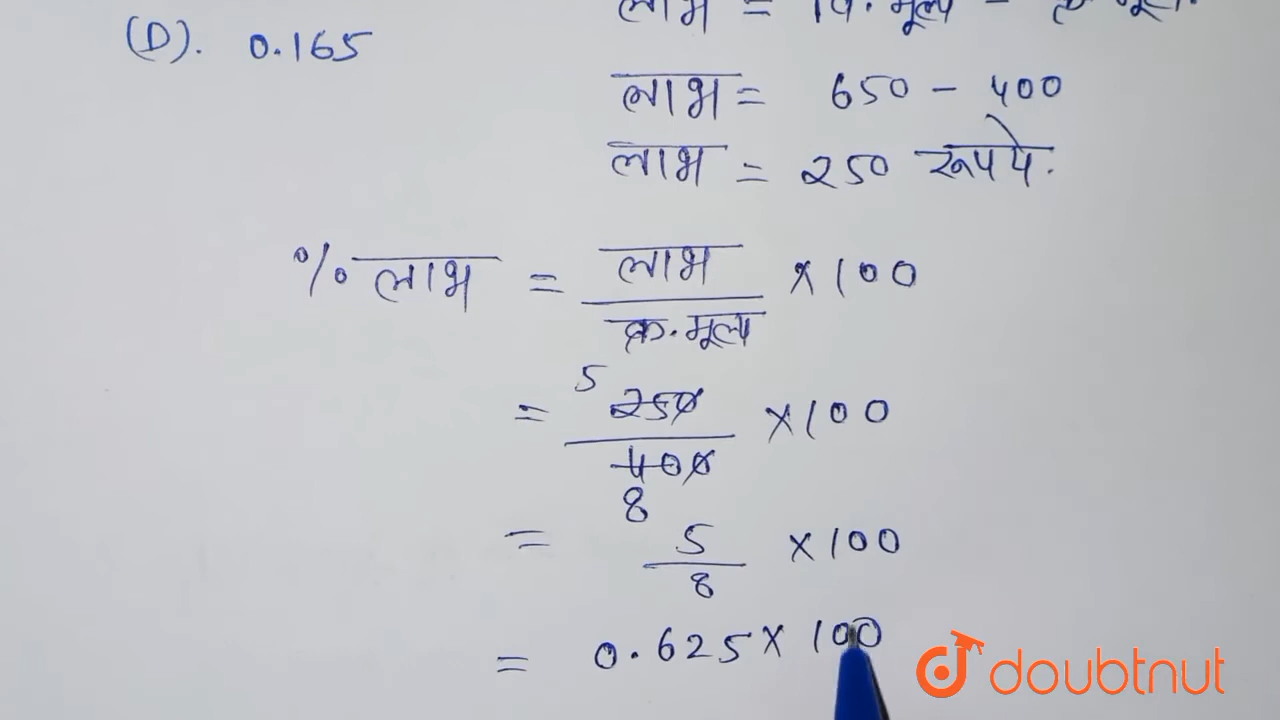 (D). 0.165
लाभ = वि. मूल्य -
लाभ = 650 - 400
लाभ = 250 रूपये.
% लाभ = लाभ × 100
क्र. मूल्य
5
= 250 × 100
400
8
= 5 × 100
8
= 0.625 × 100
doubtnut